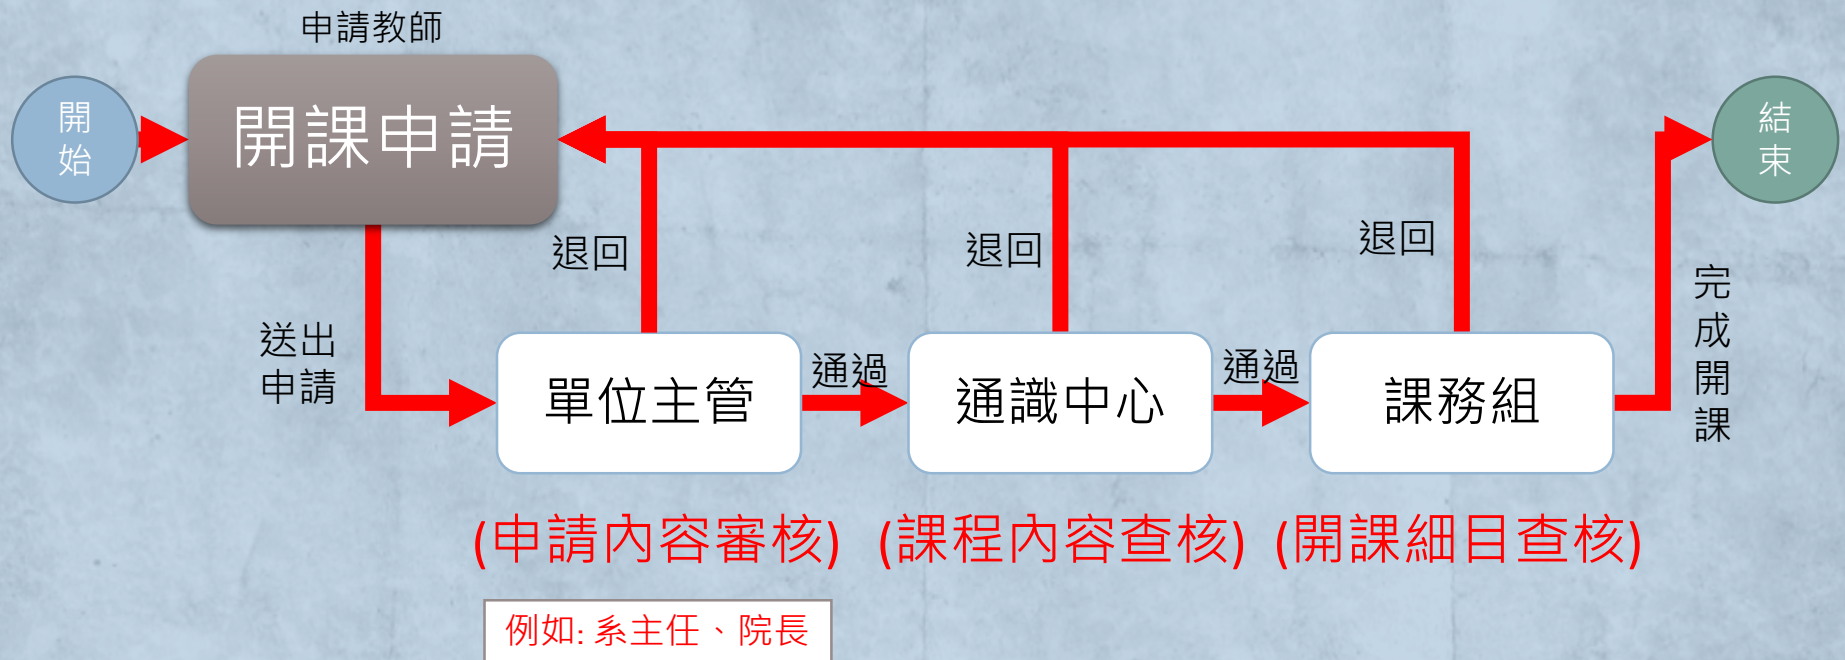 申請教師
開始
開課申請
結束
退回
退回
退回
送出
申請
完成開課
單位主管
通過
通識中心
通過
課務組
(申請內容審核)
(課程內容查核)
(開課細目查核)
例如: 系主任、院長